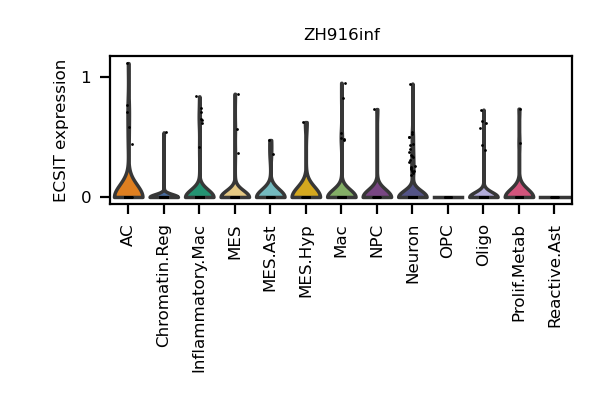 ZH916inf
ECSIT expression
1
0
AC
Chromatin.Reg
Inflammatory.Mac
MES
MES.Ast
MES.Hyp
Mac
NPC
Neuron
OPC
Oligo
Prolif.Metab
Reactive.Ast